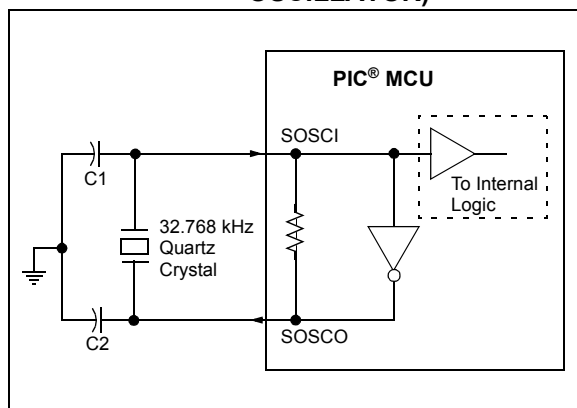 PIC® MCU
SOSCI
C1
To Internal
Logic
32.768 kHz
Quartz
Crystal
SOSCO
C2